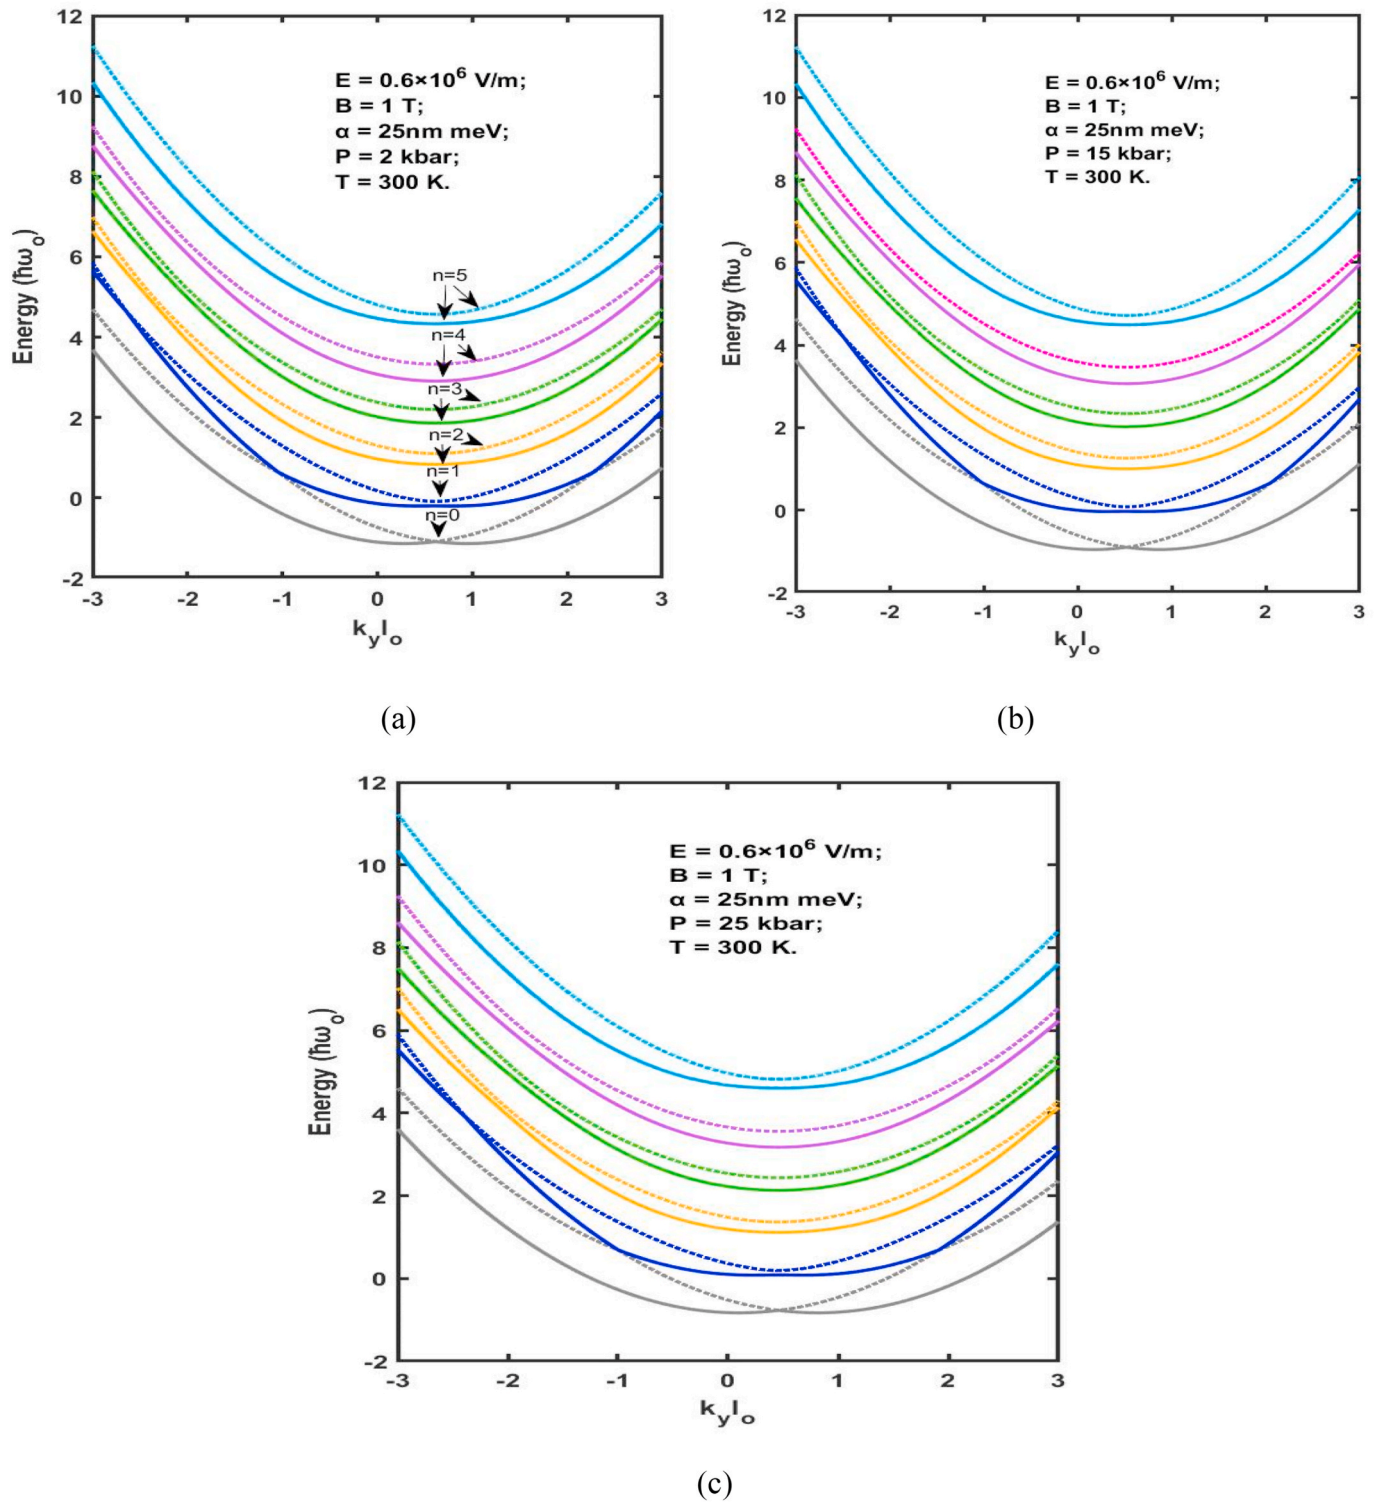 12
10
8
6
4
2
0
-2
Energy (ħω₀)
E = 0.6×10⁶ V/m;
B = 1 T;
α = 25nm meV;
P = 2 kbar;
T = 300 K.
n=5
n=4
n=3
n=2
n=1
n=0
-3 -2 -1 0 1 2 3
kylo
(a)
12
10
8
6
4
2
0
-2
Energy (ħω₀)
E = 0.6×10⁶ V/m;
B = 1 T;
α = 25nm meV;
P = 15 kbar;
T = 300 K.
-3 -2 -1 0 1 2 3
kylo
(b)
12
10
8
6
4
2
0
-2
Energy (ħω₀)
E = 0.6×10⁶ V/m;
B = 1 T;
α = 25nm meV;
P = 25 kbar;
T = 300 K.
-3 -2 -1 0 1 2 3
kylo
(c)